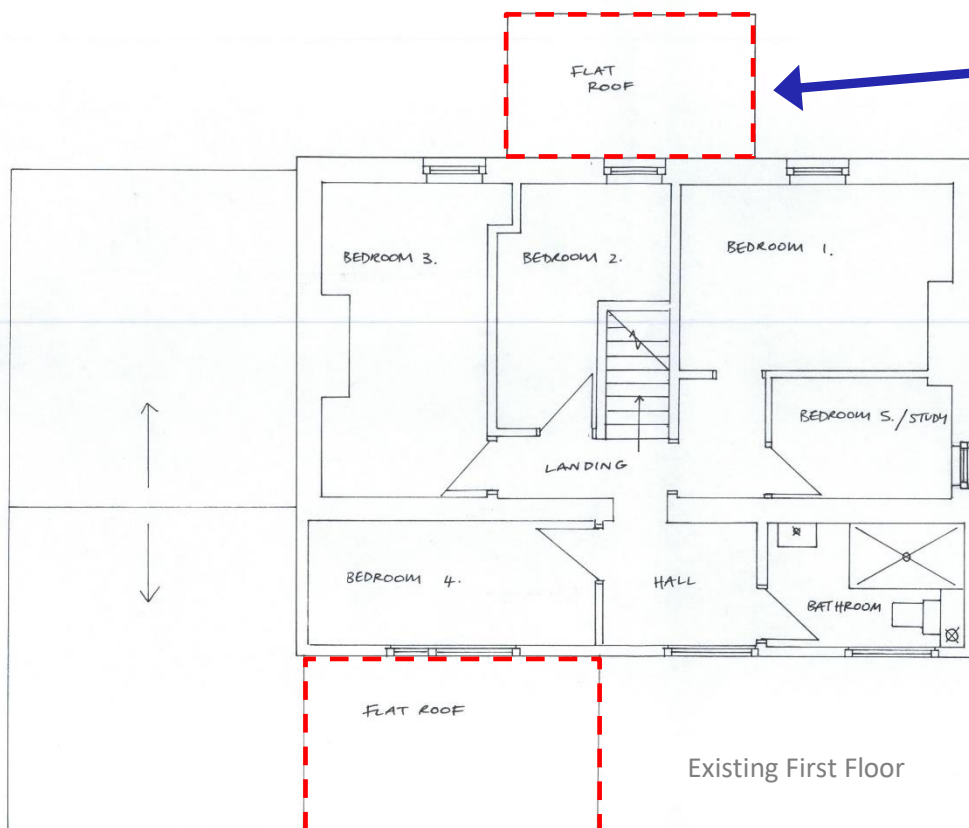 FLAT
ROOF
BEDROOM 3.
BEDROOM 2.
BEDROOM 1.
BEDROOM 5./STUDY
LANDING
BEDROOM 4.
HALL
BATHROOM
FLAT ROOF
Existing First Floor